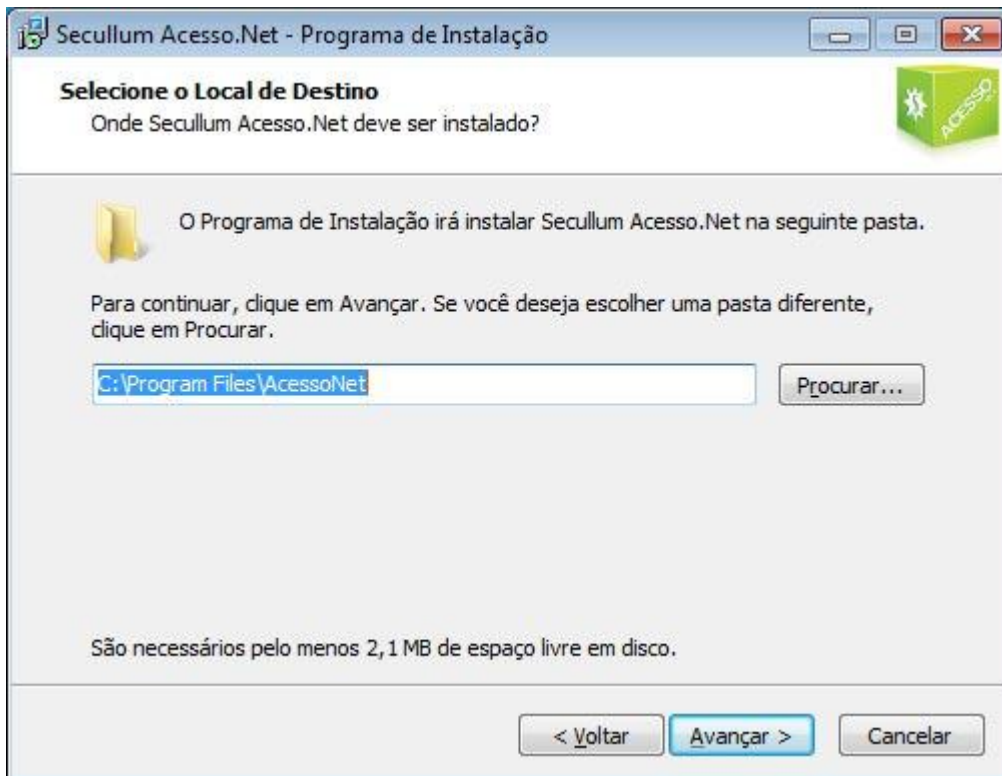 Secullum Acesso.Net - Programa de Instalação
Selecione o Local de Destino
Onde Secullum Acesso.Net deve ser instalado?
ACESSO
O Programa de Instalação irá instalar Secullum Acesso.Net na seguinte pasta.
Para continuar, clique em Avançar. Se você deseja escolher uma pasta diferente,
clique em Procurar.
C:\Program Files\AcessoNet
Procurar...
São necessários pelo menos 2,1 MB de espaço livre em disco.
< Voltar
Avançar >
Cancelar